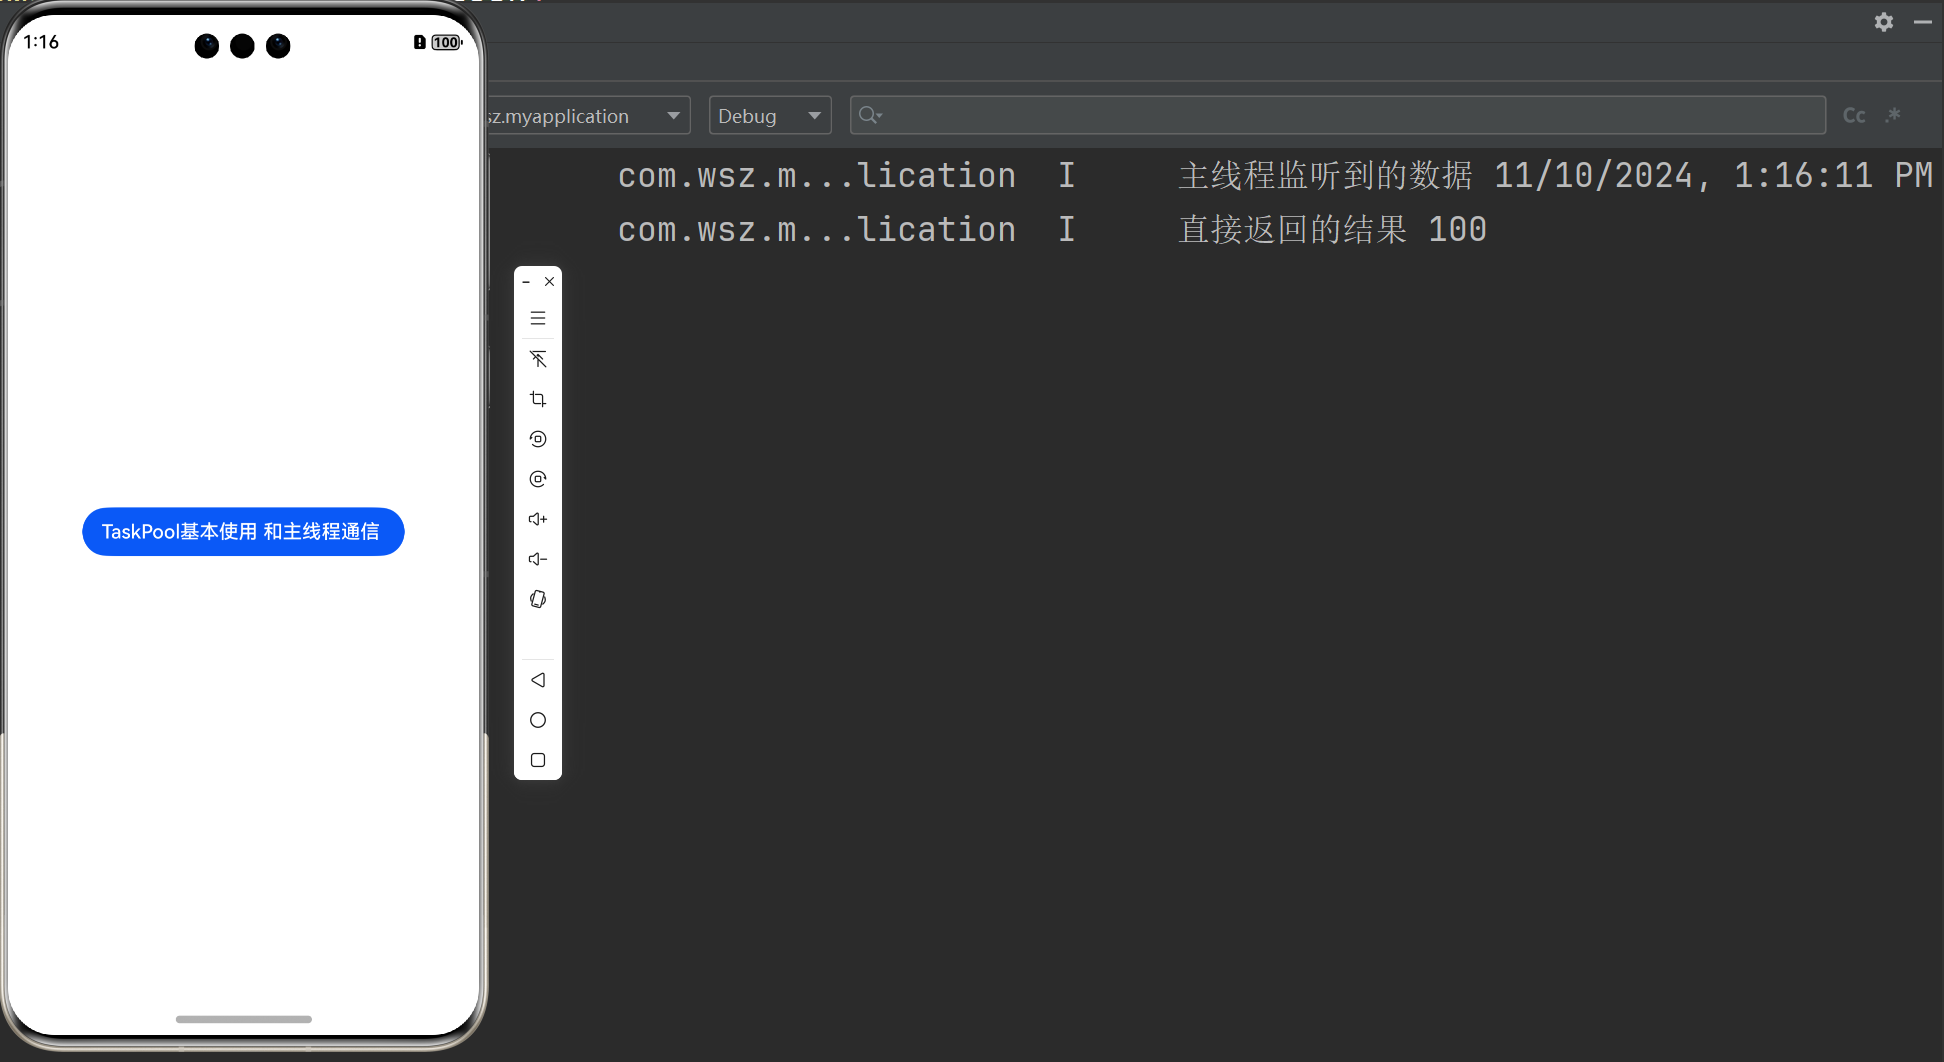 1:16
100
sz.myapplication
Debug
Cc
.*
com.wsz.m...lication I 主线程监听到的数据 11/10/2024, 1:16:11 PM
com.wsz.m...lication I 直接返回的结果 100
TaskPool基本使用 和主线程通信